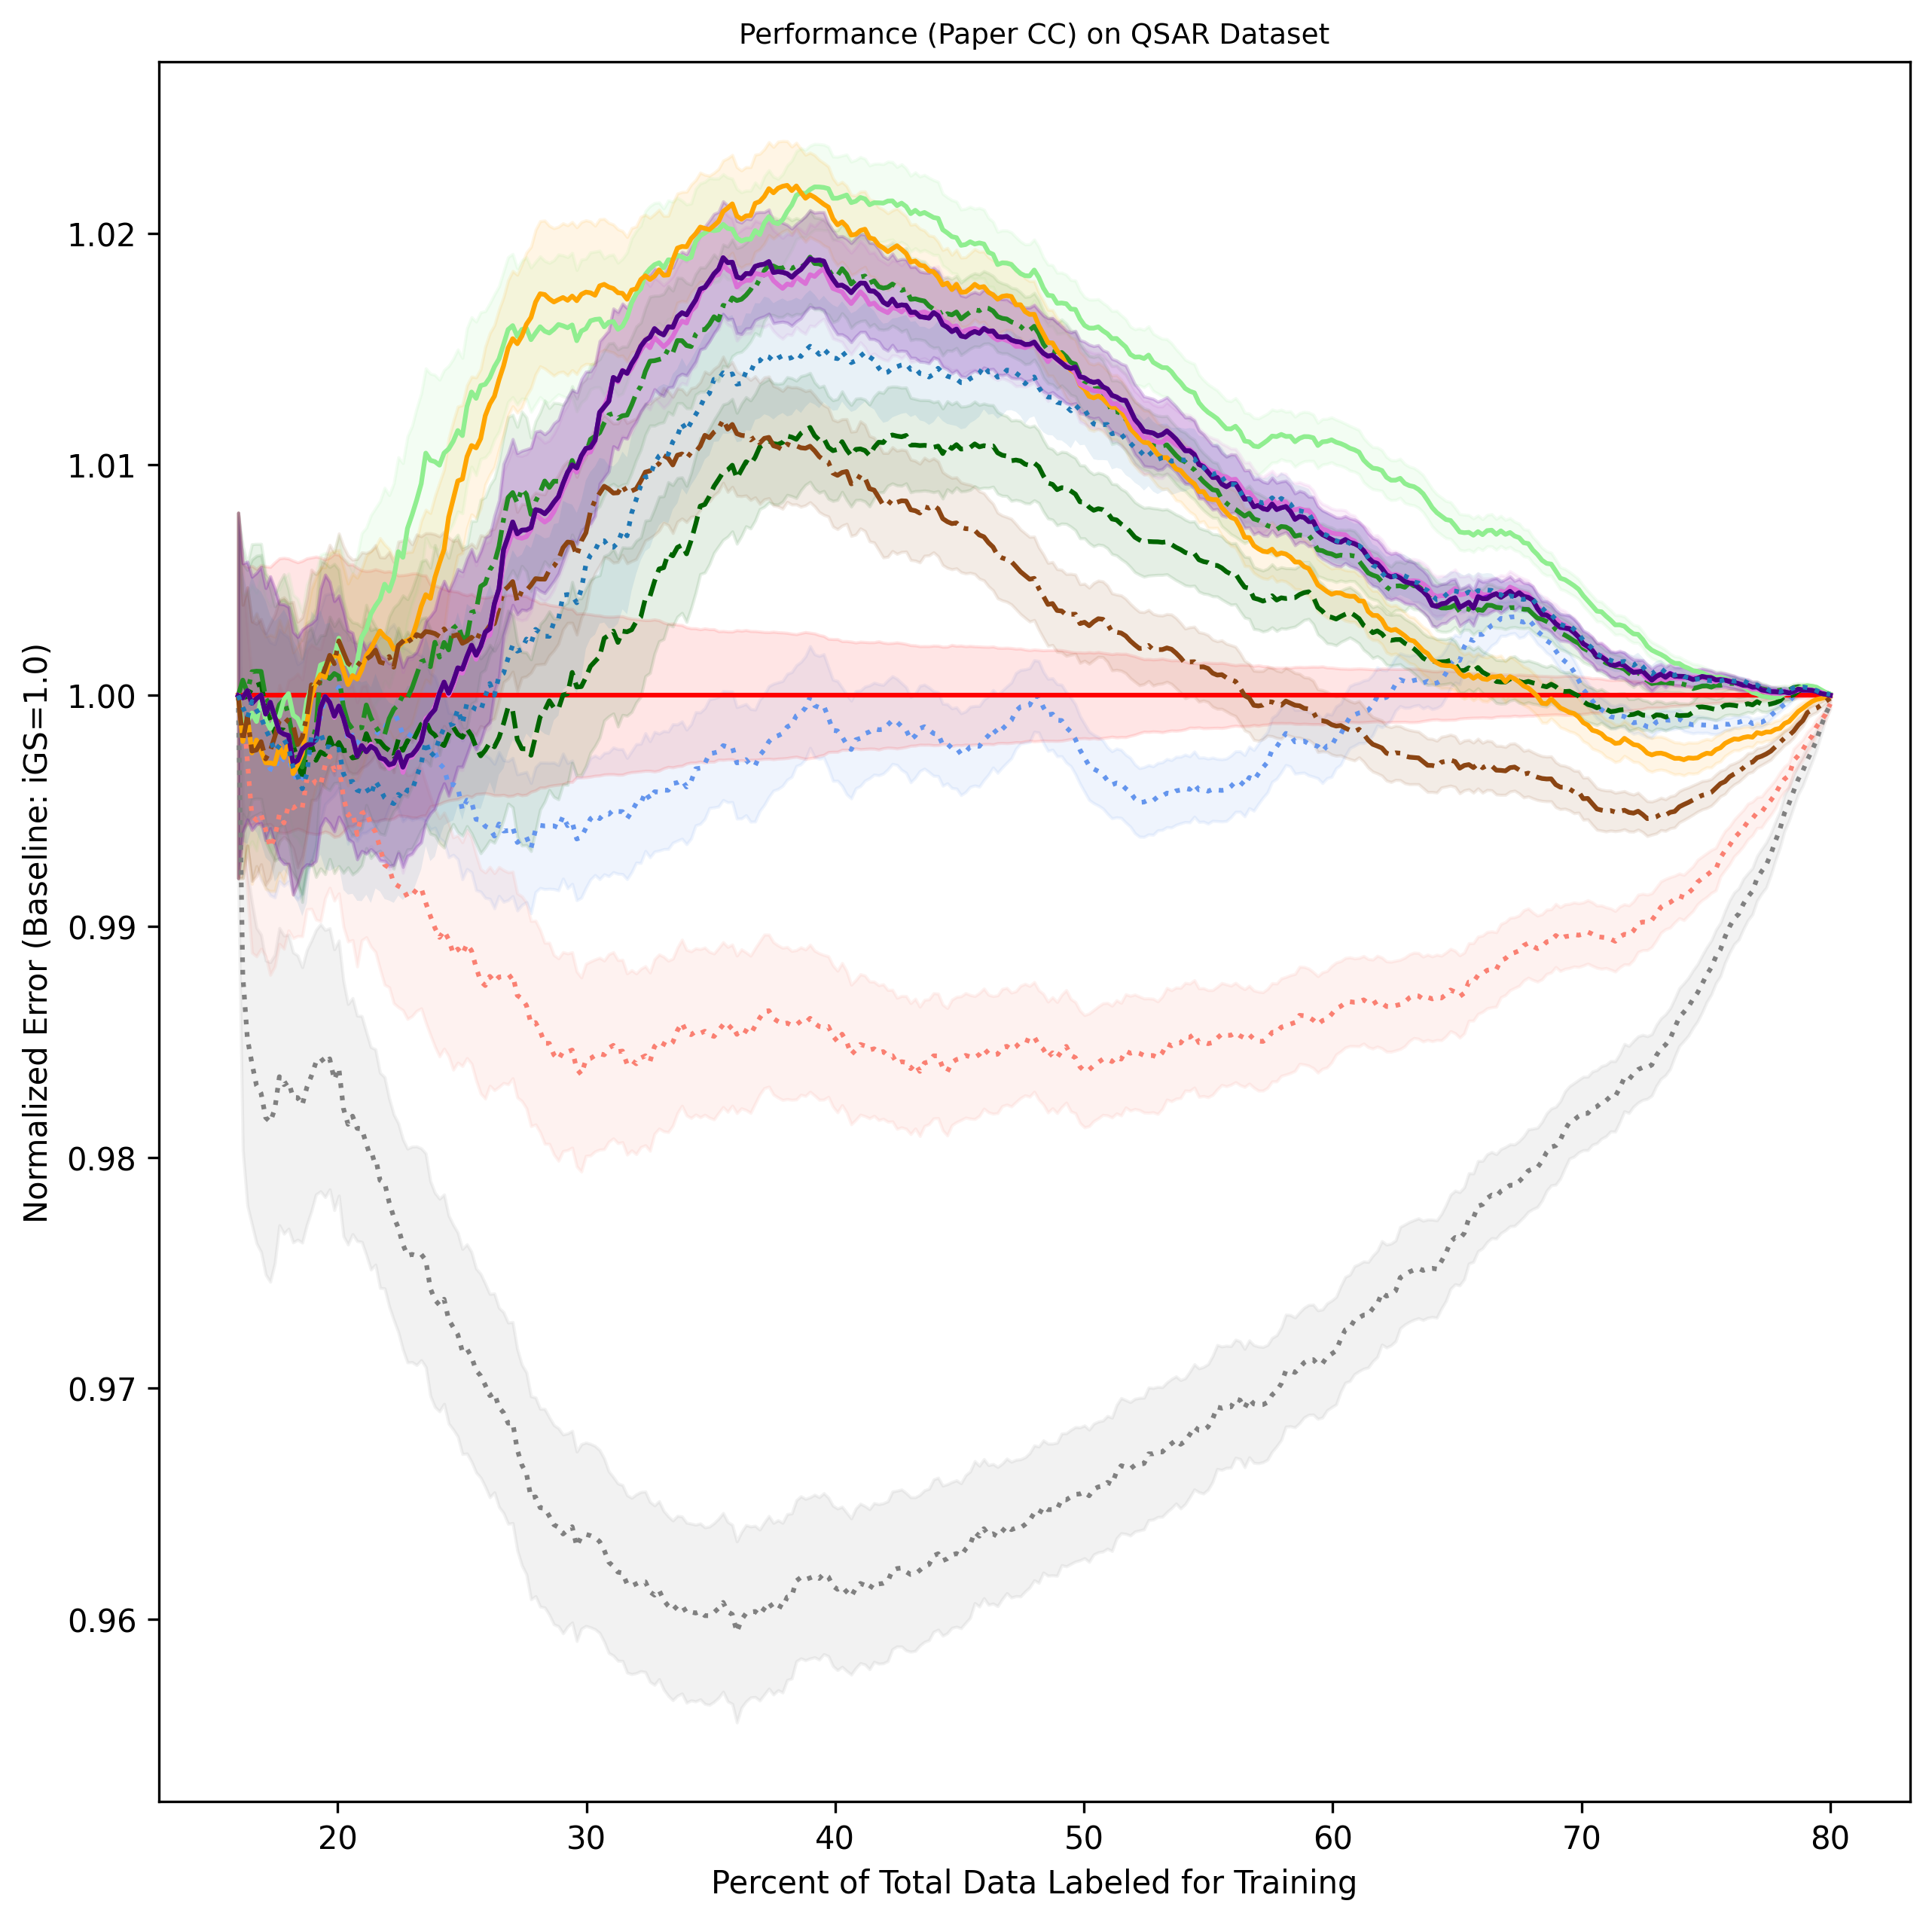 Performance (Paper CC) on QSAR Dataset
Normalized Error (Baseline: iGS=1.0)
1.02
1.01
1.00
0.99
0.98
0.97
0.96
20 30 40 50 60 70 80
Percent of Total Data Labeled for Training